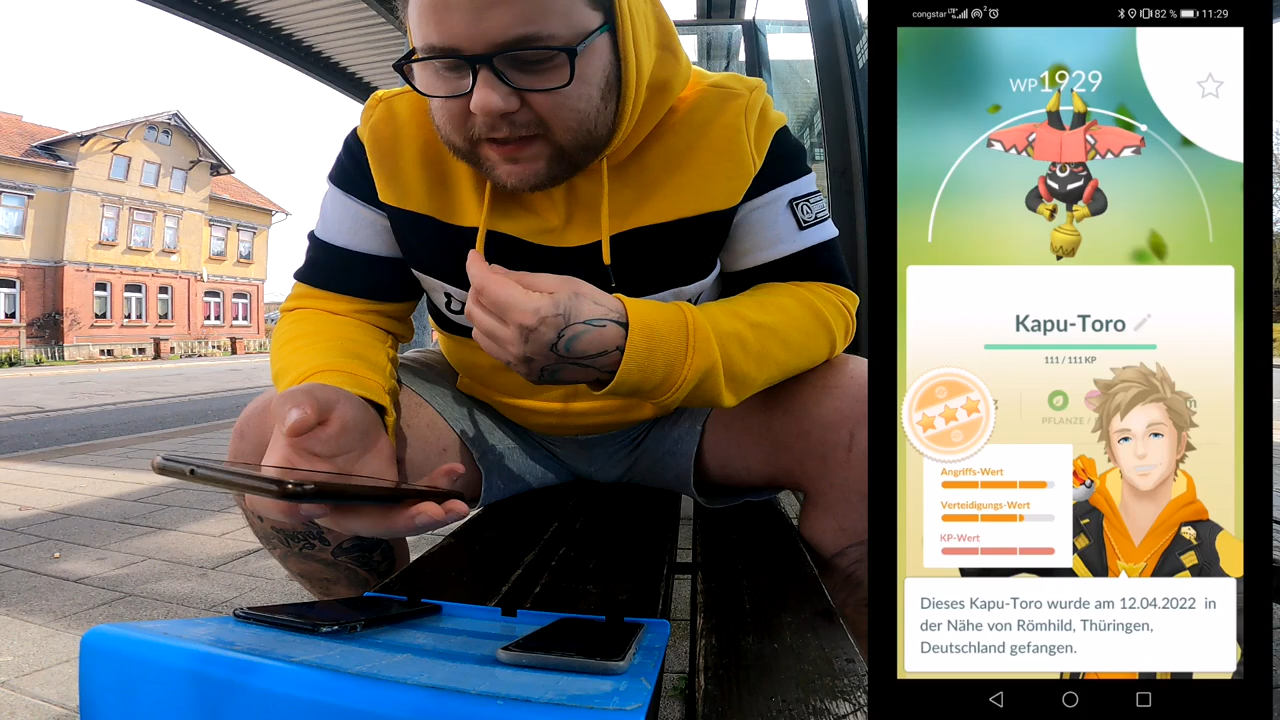 congstar 82 % 11:29
WP1929
Kapu-Toro
111 / 111 KP
PFLANZE /
Angriffs-Wert
Verteidigungs-Wert
KP-Wert
Dieses Kapu-Toro wurde am 12.04.2022 in
der Nähe von Römhild, Thüringen,
Deutschland gefangen.